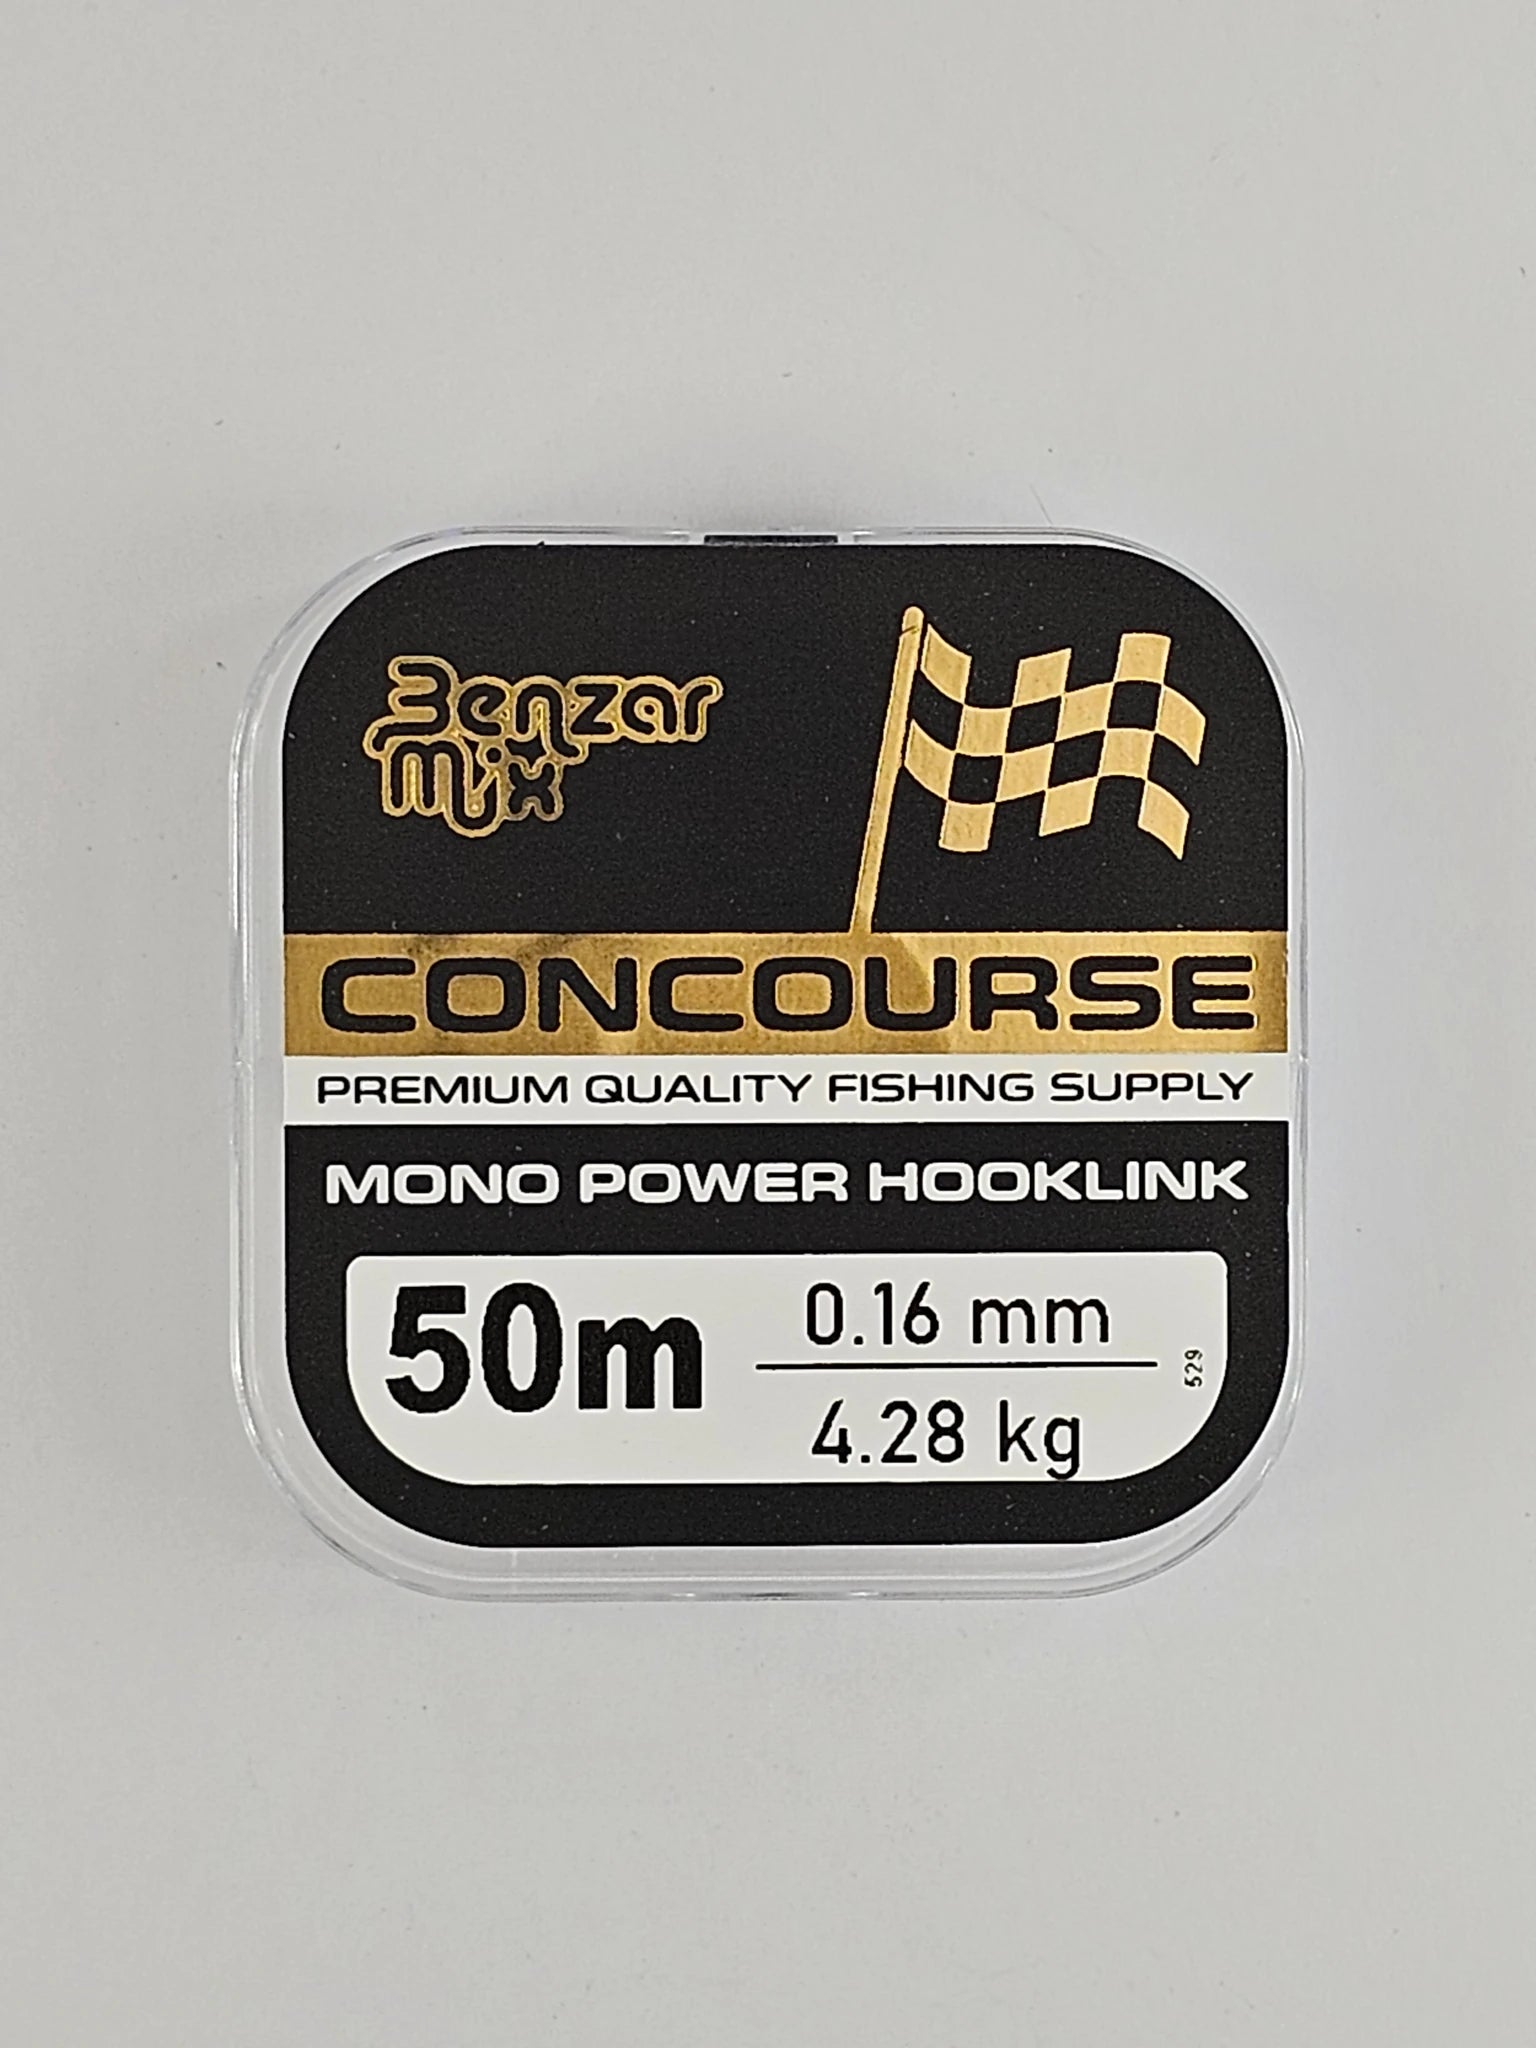 Benzar
Mix
CONCOURSE
PREMIUM QUALITY FISHING SUPPLY
MONO POWER HOOKLINK
50m
0.16 mm
4.28 kg
529